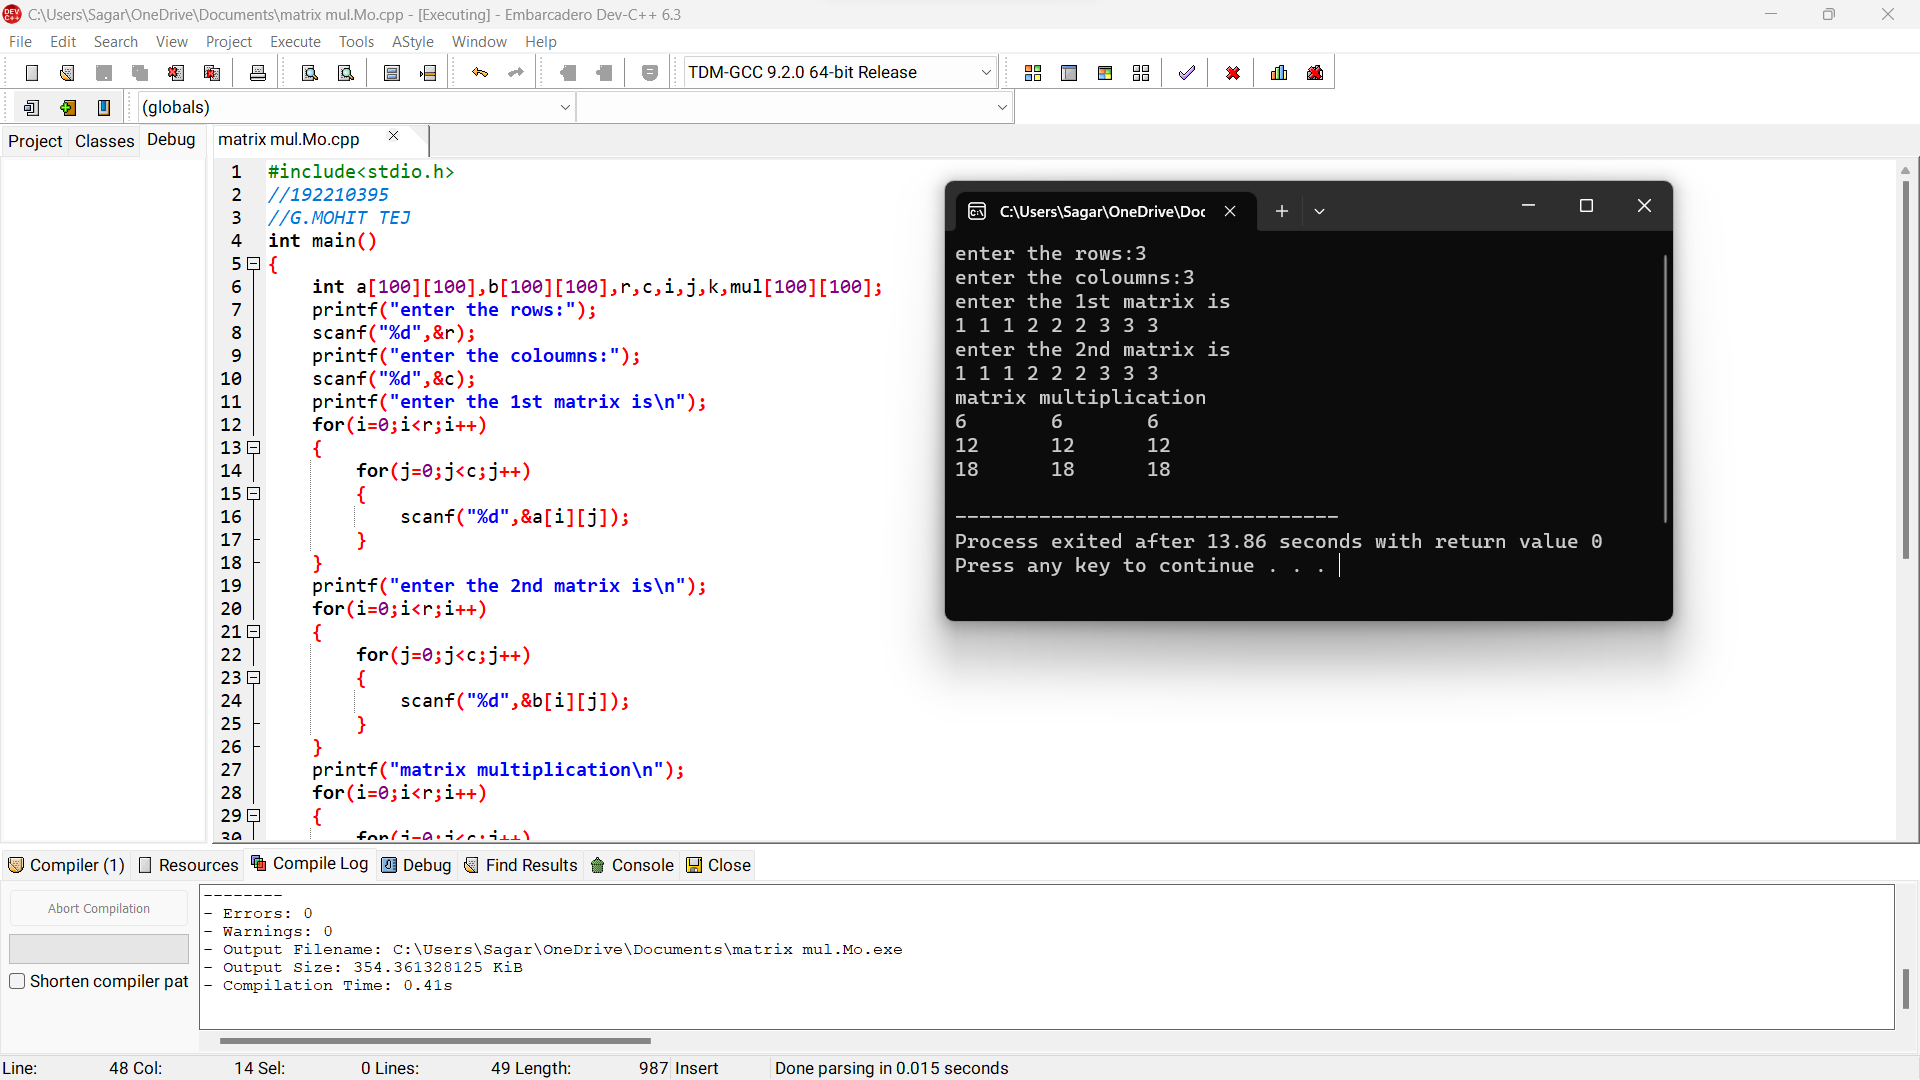 C:\Users\Sagar\OneDrive\Documents\matrix mul.Mo.cpp - [Executing] - Embarcadero Dev-C++ 6.3
File Edit Search View Project Execute Tools AStyle Window Help
TDM-GCC 9.2.0 64-bit Release
(globals)
Project Classes Debug
matrix mul.Mo.cpp
1 #include<stdio.h>
2 //192210395
3 //G.MOHIT TEJ
4 int main()
5 {
6 int a[100][100],b[100][100],r,c,i,j,k,mul[100][100];
7 printf("enter the rows:");
8 scanf("%d",&r);
9 printf("enter the coloumns:");
10 scanf("%d",&c);
11 printf("enter the 1st matrix is\n");
12 for(i=0;i<r;i++)
13 {
14 for(j=0;j<c;j++)
15 {
16 scanf("%d",&a[i][j]);
17 }
18 }
19 printf("enter the 2nd matrix is\n");
20 for(i=0;i<r;i++)
21 {
22 for(j=0;j<c;j++)
23 {
24 scanf("%d",&b[i][j]);
25 }
26 }
27 printf("matrix multiplication\n");
28 for(i=0;i<r;i++)
29 {
30 for(j=0;j<c;j++)
C:\Users\Sagar\OneDrive\Doc
enter the rows:3
enter the coloumns:3
enter the 1st matrix is
1 1 1 2 2 2 3 3 3
enter the 2nd matrix is
1 1 1 2 2 2 3 3 3
matrix multiplication
6 6 6
12 12 12
18 18 18
--------------------------------
Process exited after 13.86 seconds with return value 0
Press any key to continue . . .
Compiler (1) Resources Compile Log Debug Find Results Console Close
Abort Compilation
Shorten compiler pat
--------
- Errors: 0
- Warnings: 0
- Output Filename: C:\Users\Sagar\OneDrive\Documents\matrix mul.Mo.exe
- Output Size: 354.361328125 KiB
- Compilation Time: 0.41s
Line: 48 Col: 14 Sel: 0 Lines: 49 Length: 987 Insert Done parsing in 0.015 seconds